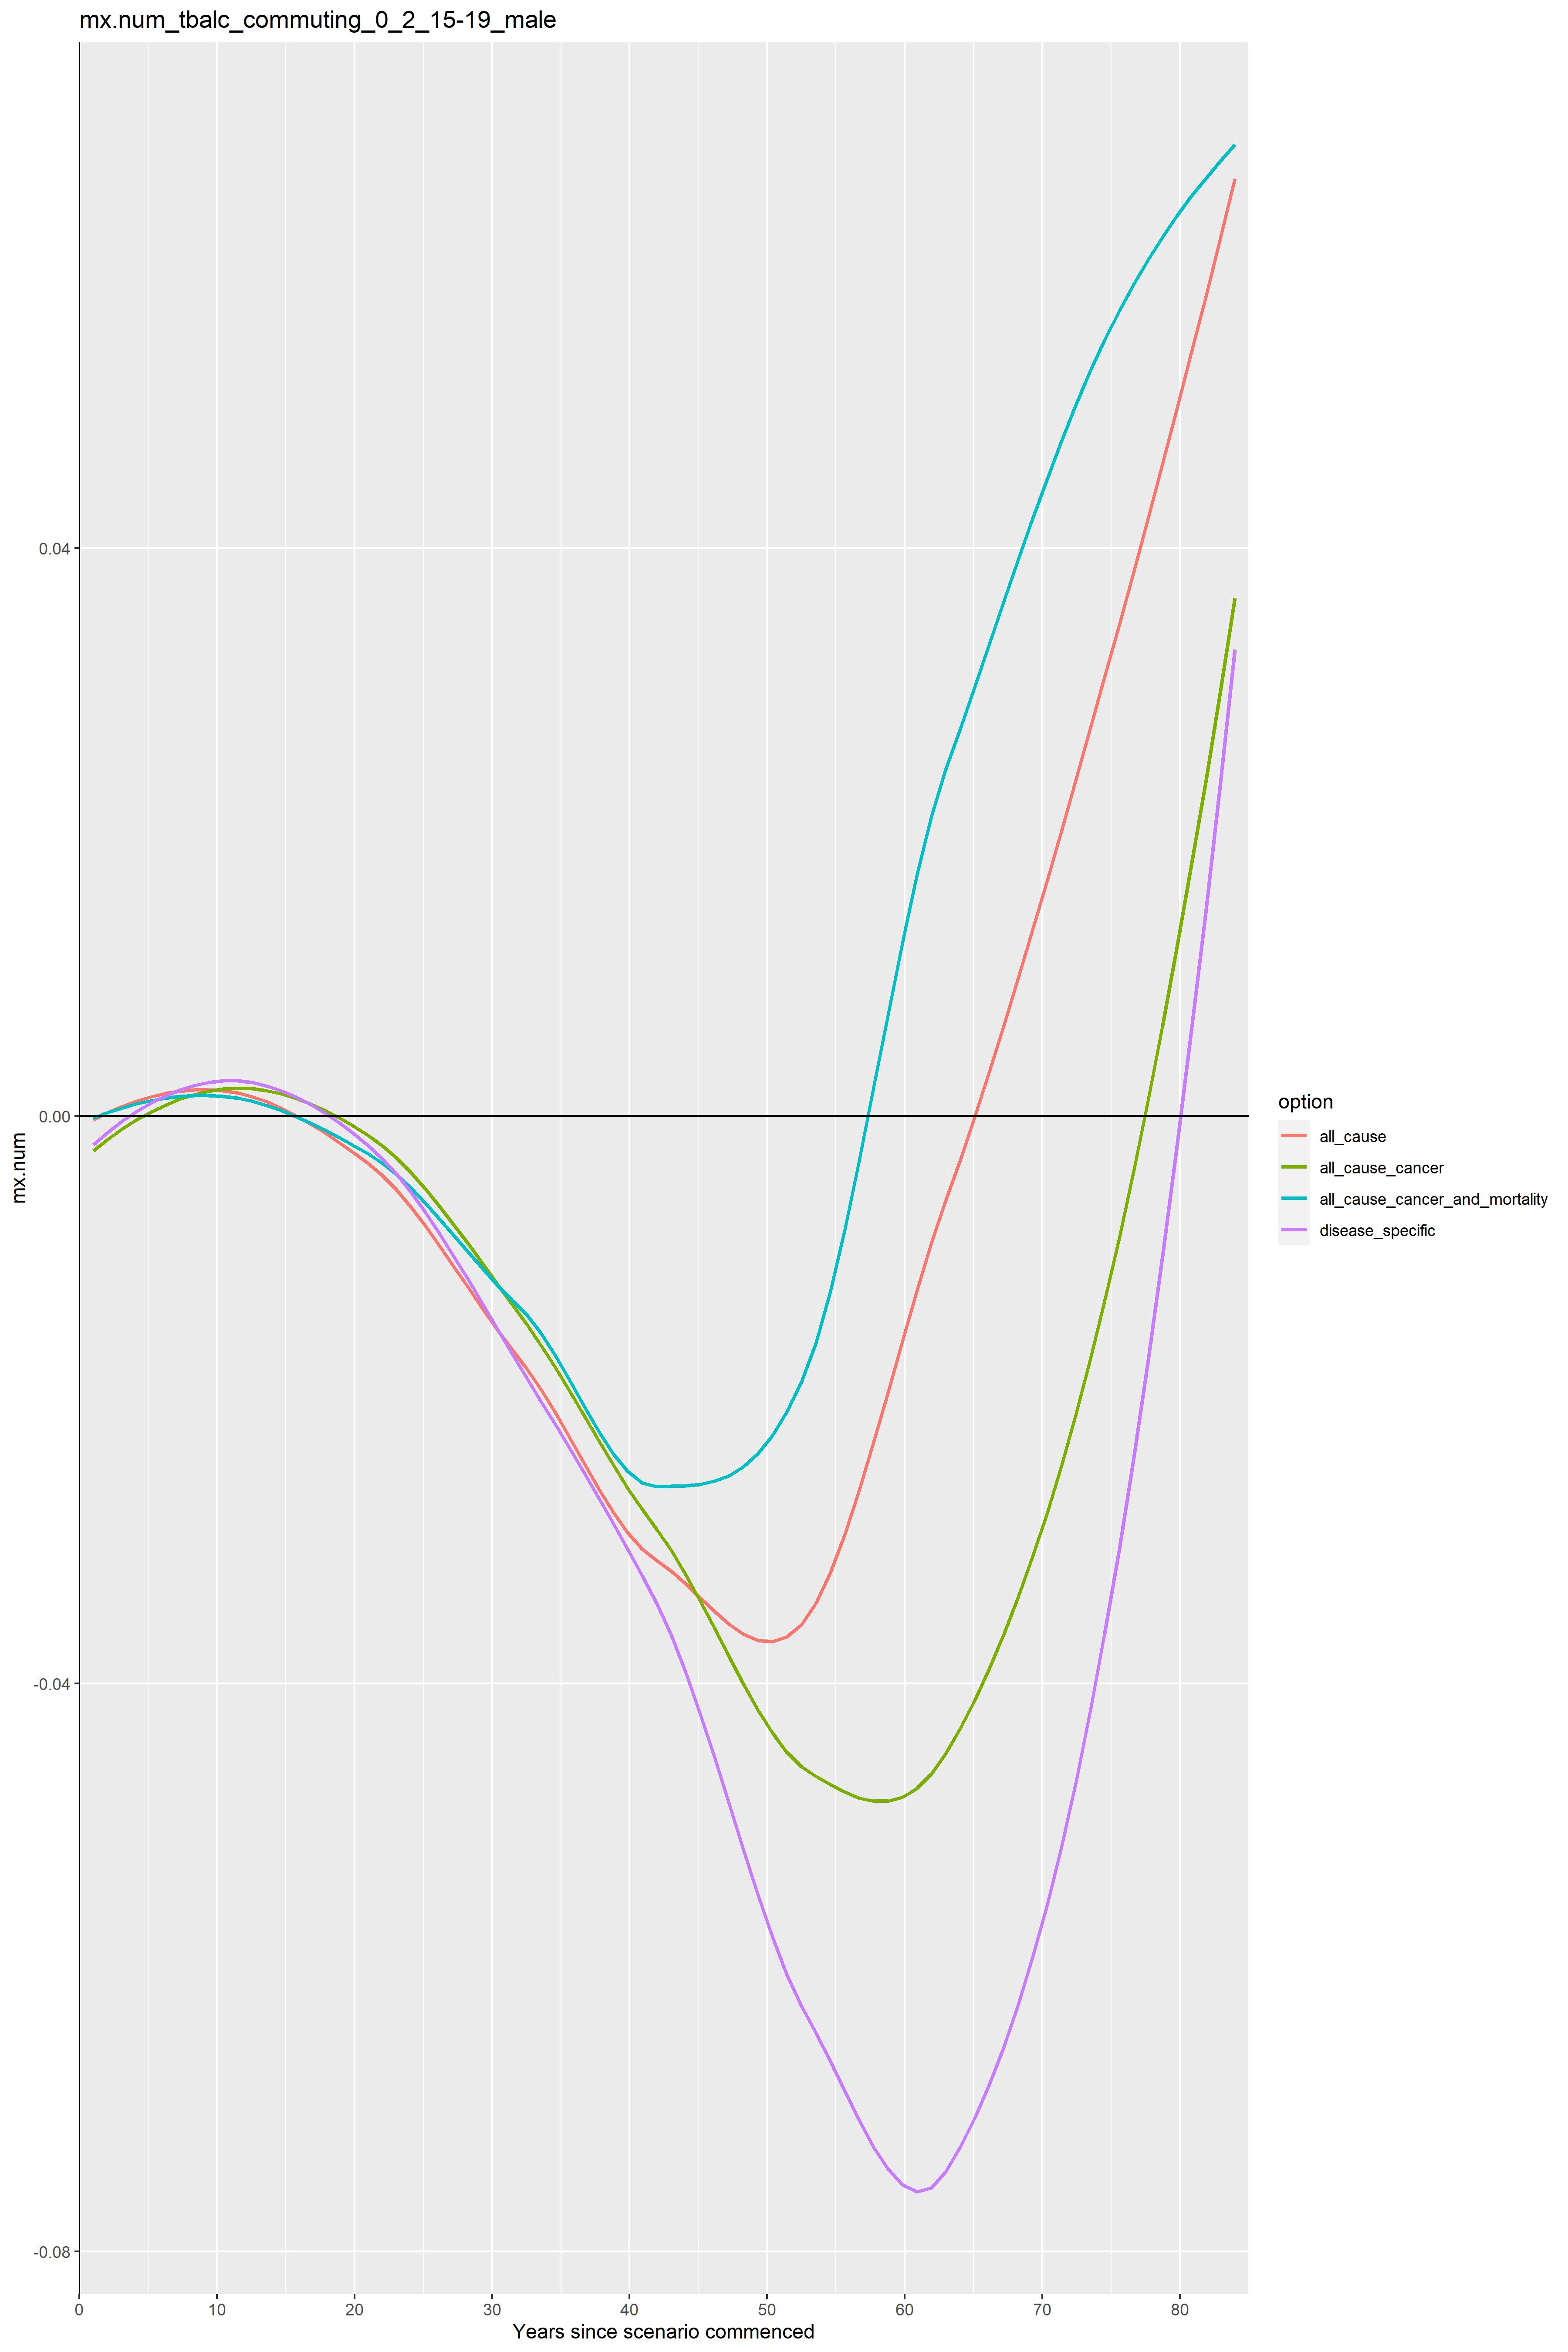 mx.num_tbalc_commuting_0_2_15-19_male
0.04
0.00
-0.04
-0.08
mx.num
0 10 20 30 40 50 60 70 80
Years since scenario commenced
option
all_cause
all_cause_cancer
all_cause_cancer_and_mortality
disease_specific